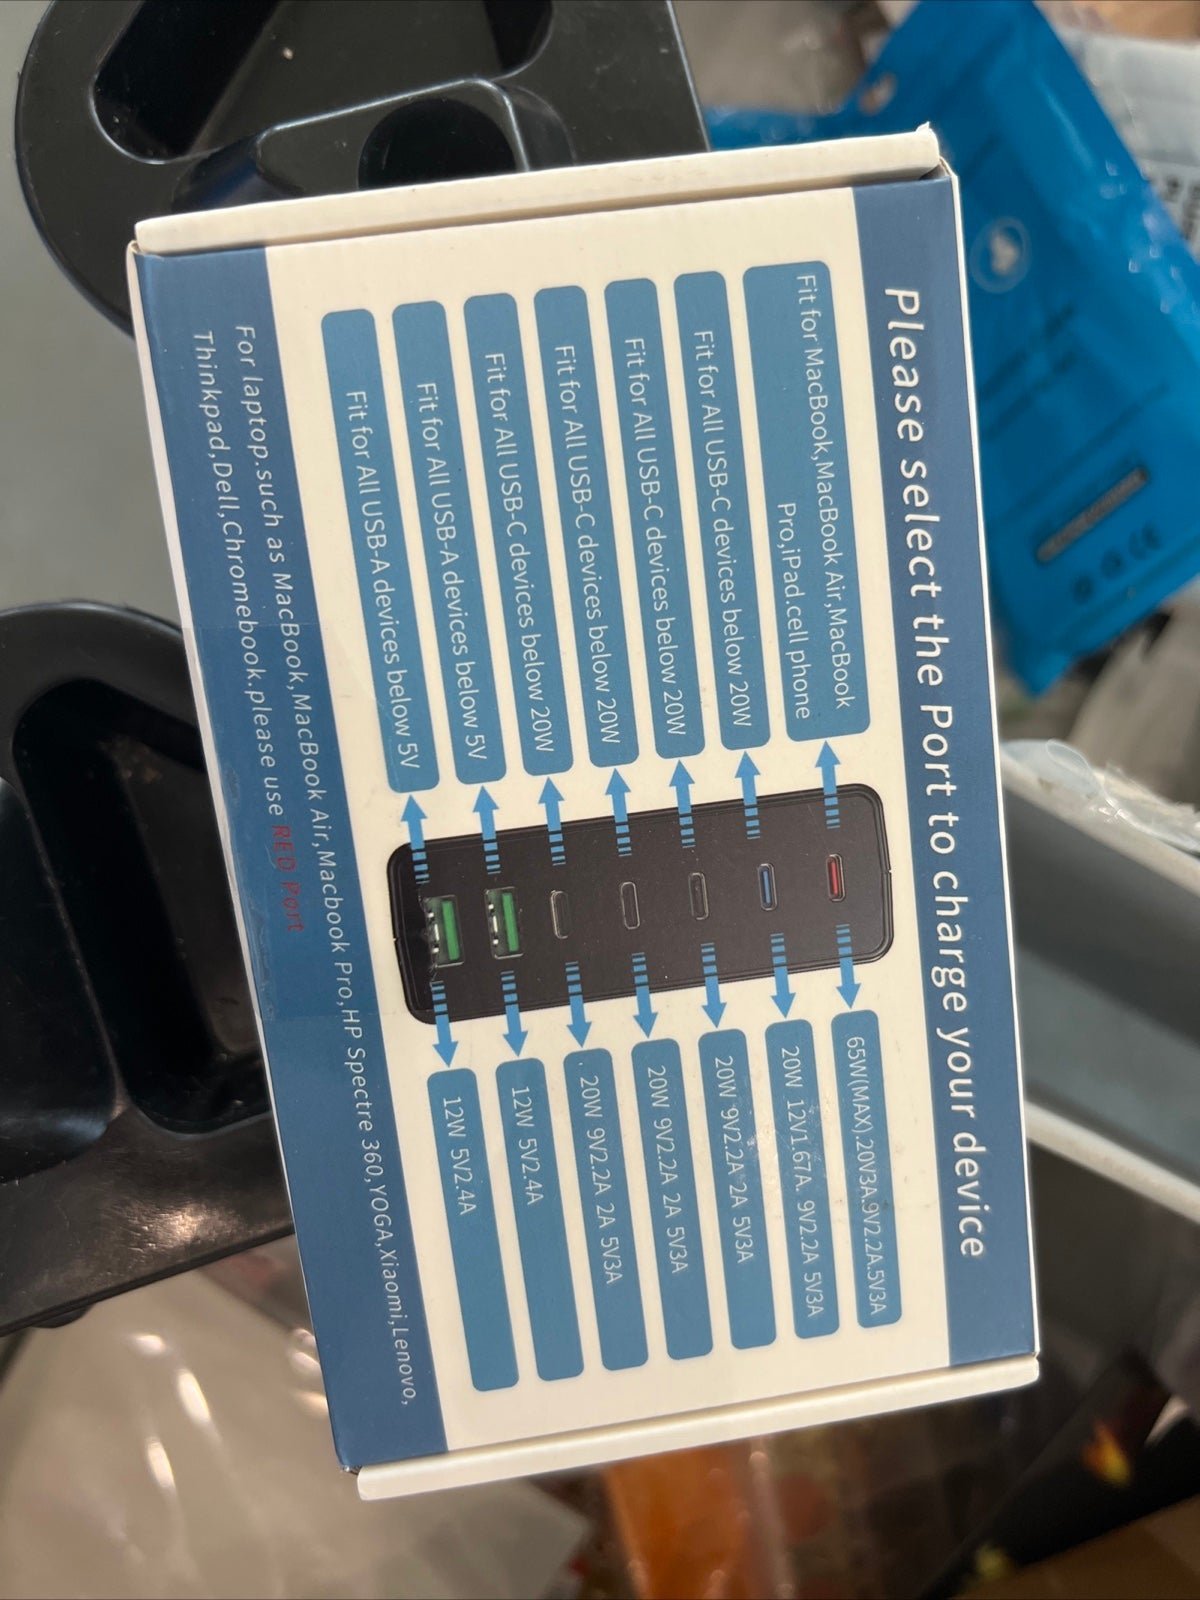 Please select the Port to charge your device
Fit for MacBook,MacBook Air,MacBook
Pro,iPad.cell phone
65W(MAX).20V3A.9V2.2A.5V3A
Fit for All USB-C devices below 20W
20W 12V1.67A. 9V2.2A 5V3A
Fit for All USB-C devices below 20W
20W 9V2.2A 2A 5V3A
Fit for All USB-C devices below 20W
20W 9V2.2A 2A 5V3A
Fit for All USB-C devices below 20W
. 20W 9V2.2A 2A 5V3A
Fit for All USB-A devices below 5V
12W 5V2.4A
Fit for All USB-A devices below 5V
12W 5V2.4A
For laptop.such as MacBook,MacBook Air,Macbook Pro,HP Spectre 360,YOGA,Xiaomi,Lenovo,
Thinkpad,Dell,Chromebook.please use RED Port